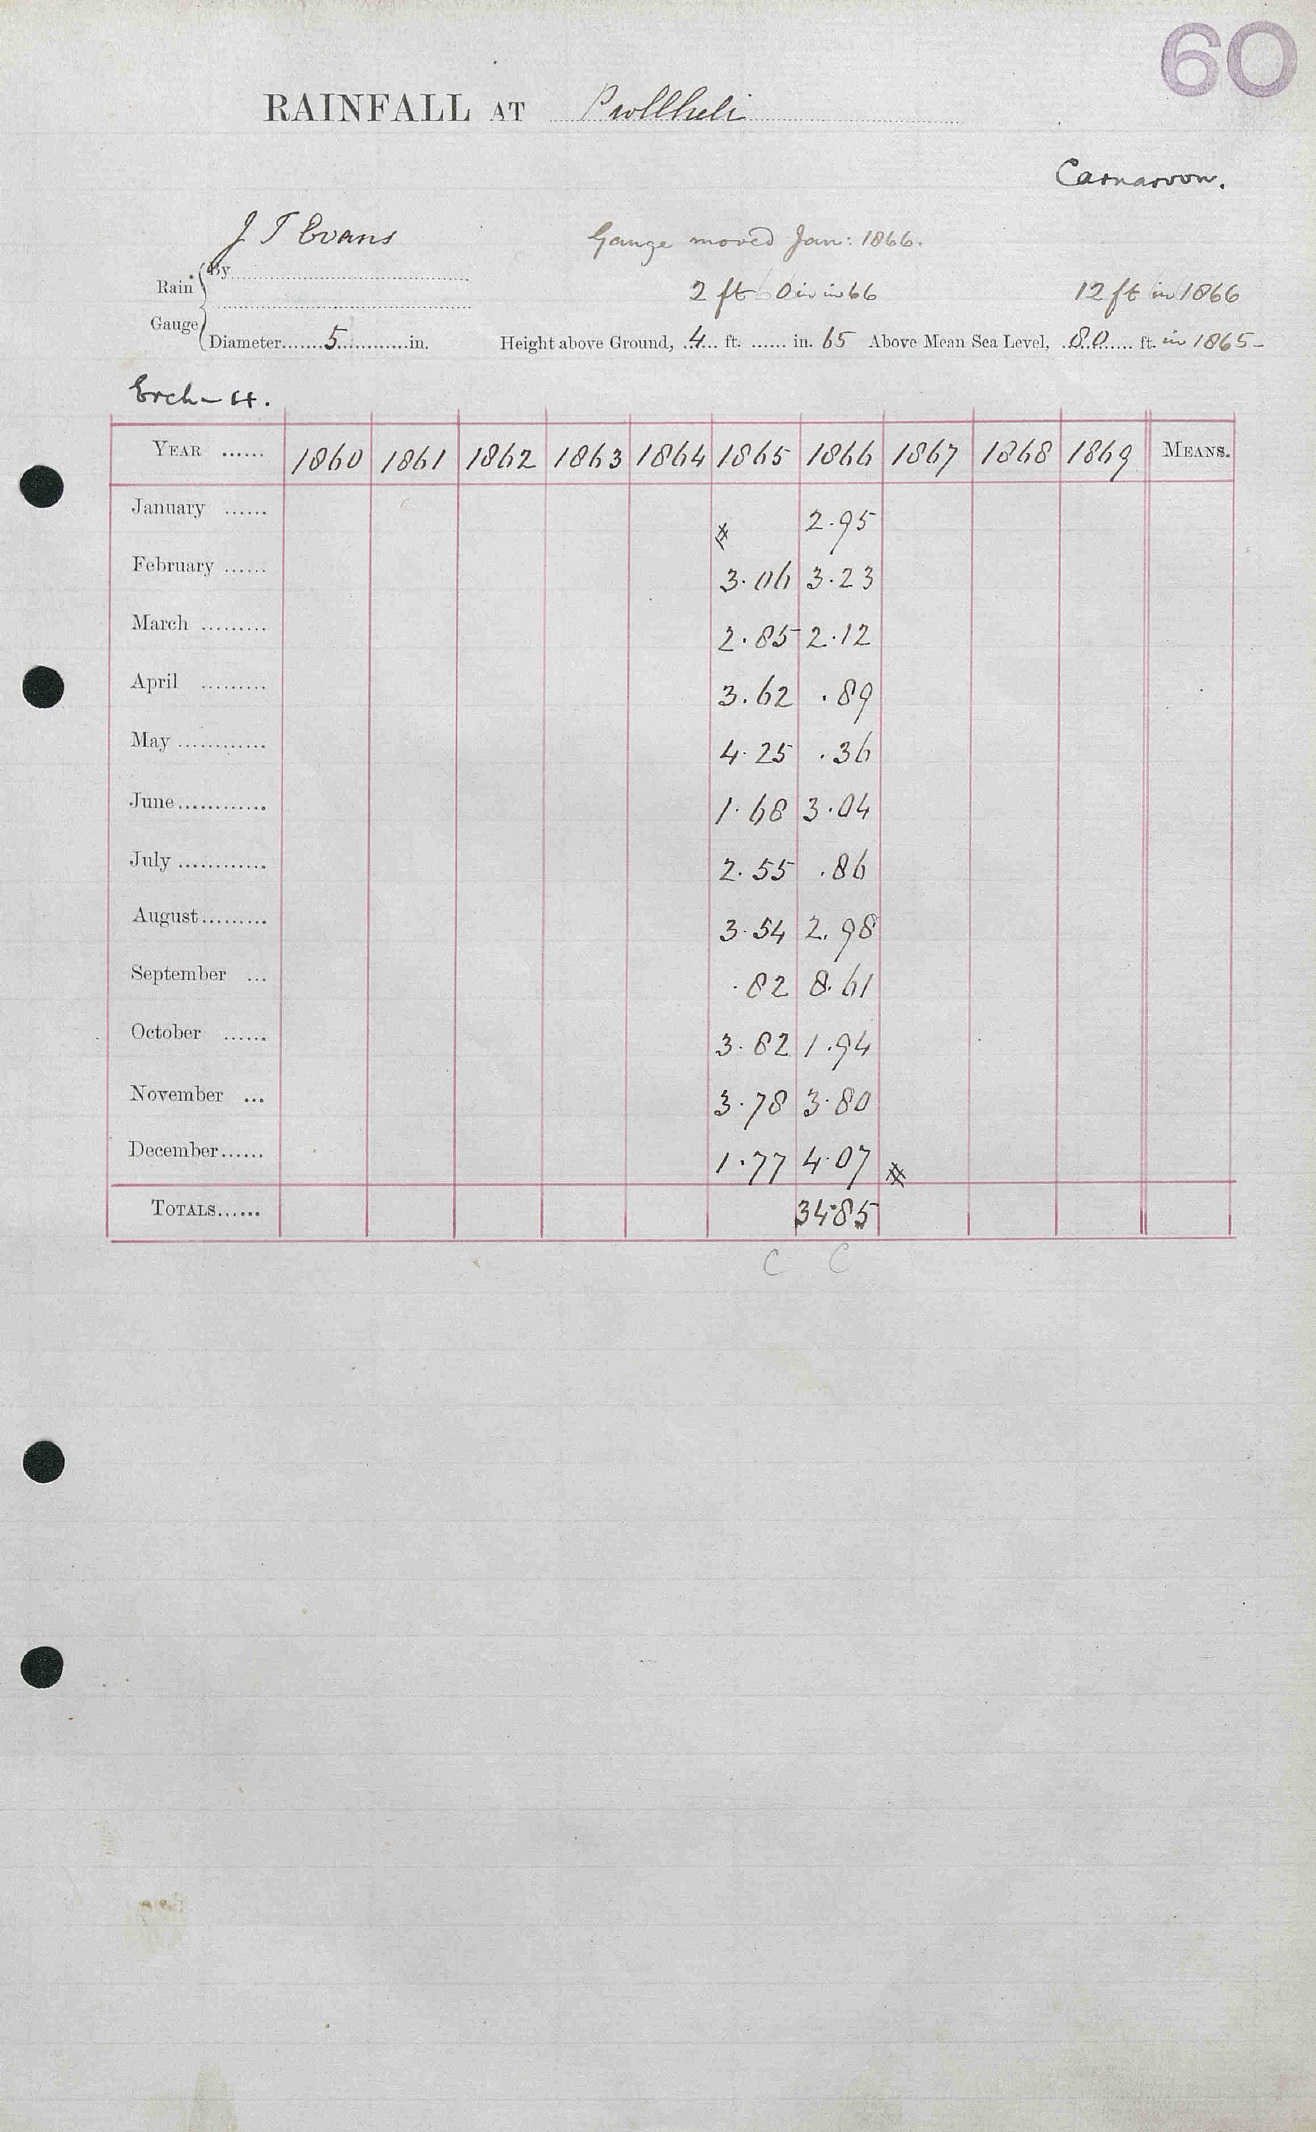 60
RAINFALL AT Pwllheli
Carnarvon.
J T Evans
Gauge moved Jan: 1866.
By
Rain
2 ft 0 in in 66 12 ft in 1866
Gauge
Diameter.......5............in. Height above Ground, ..4... ft. ...... in. 65 Above Mean Sea Level, ..80...... ft. in 1865
Erch - H.
YEAR ...... 1860 1861 1862 1863 1864 1865 1866 1867 1868 1869 MEANS.
January ...... # 2.95
February ...... 3.06 3.23
March ......... 2.85 2.12
April ......... 3.62 .89
May ............ 4.25 .36
June............ 1.68 3.04
July ............ 2.55 .86
August......... 3.54 2.98
September ... .82 8.61
October ...... 3.82 1.94
November ... 3.78 3.80
December...... 1.77 4.07 #
TOTALS...... 34.85
C C